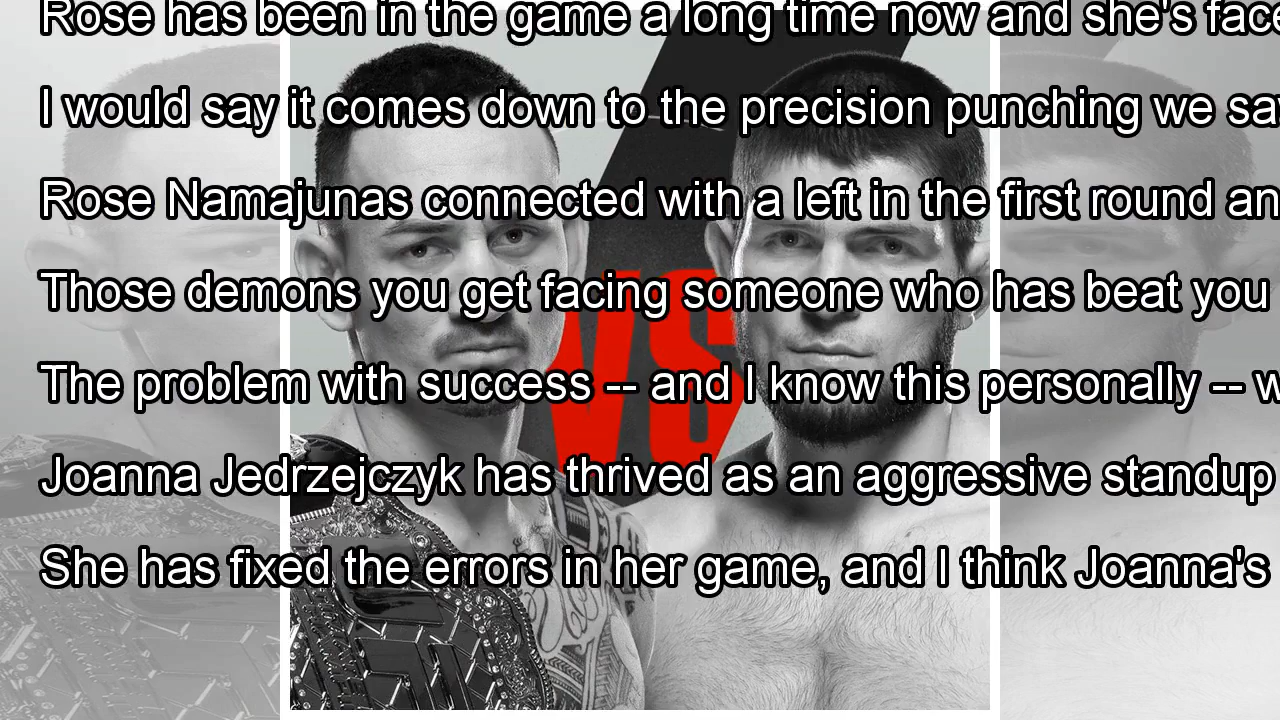 Rose has been in the game a long time now and she's face
I would say it comes down to the precision punching we sa
Rose Namajunas connected with a left in the first round an
VS
Those demons you get facing someone who has beat you
The problem with success -- and I know this personally -- w
Joanna Jedrzejczyk has thrived as an aggressive standup
She has fixed the errors in her game, and I think Joanna's